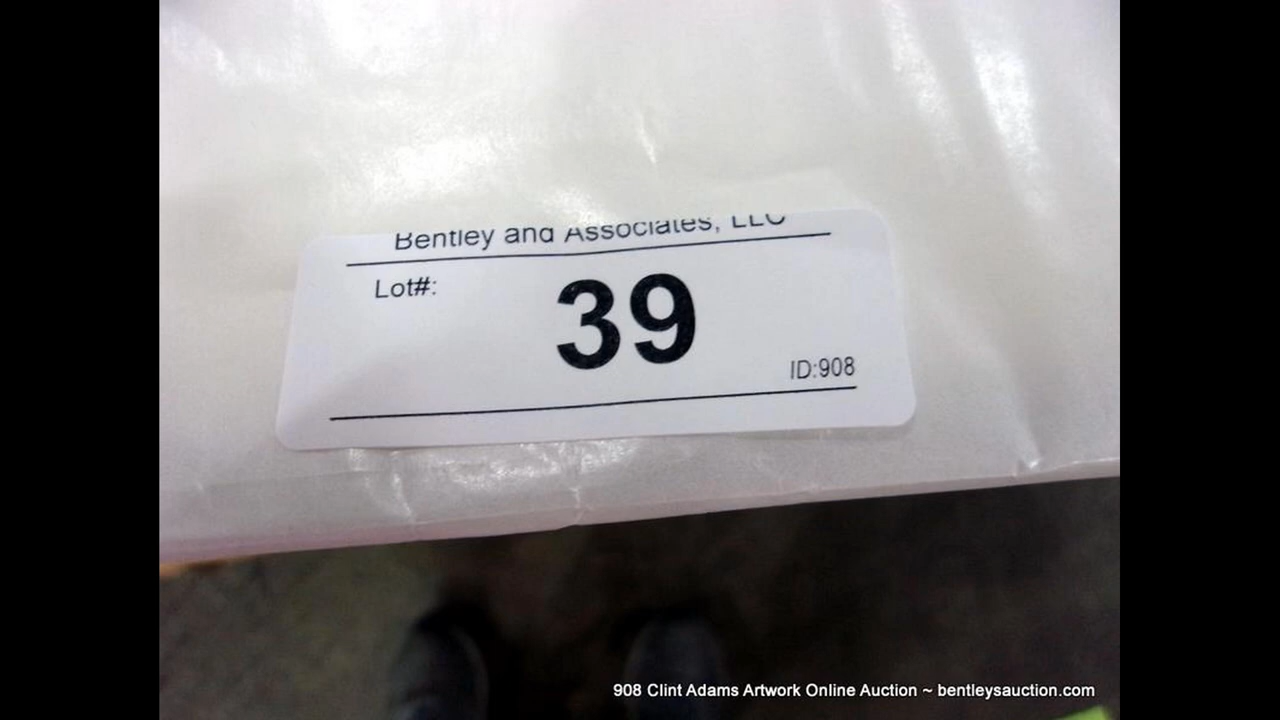 Bentley and Associates, LLC
Lot#:
39
ID:908
908 Clint Adams Artwork Online Auction ~ bentleysauction.com